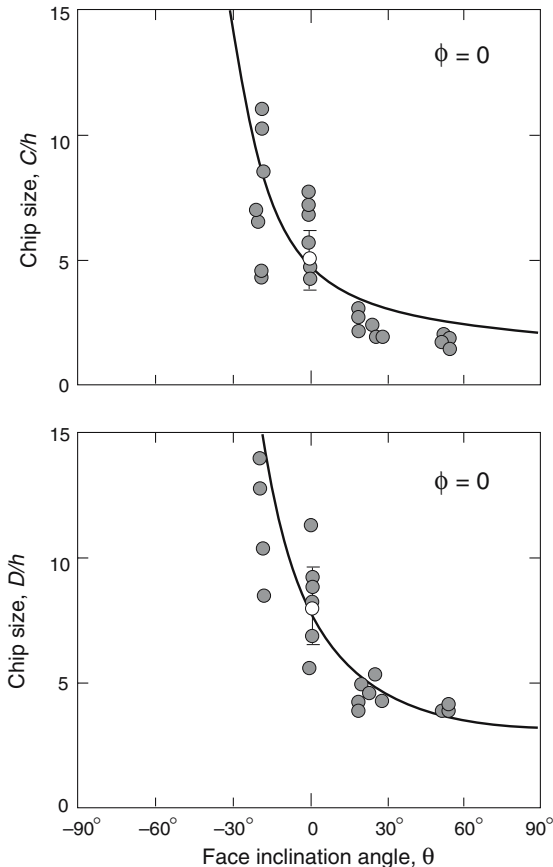 15
10
5
0
Chip size, C/h
ϕ = 0
15
10
5
0
Chip size, D/h
ϕ = 0
–90° –60° –30° 0 30° 60° 90°
Face inclination angle, θ